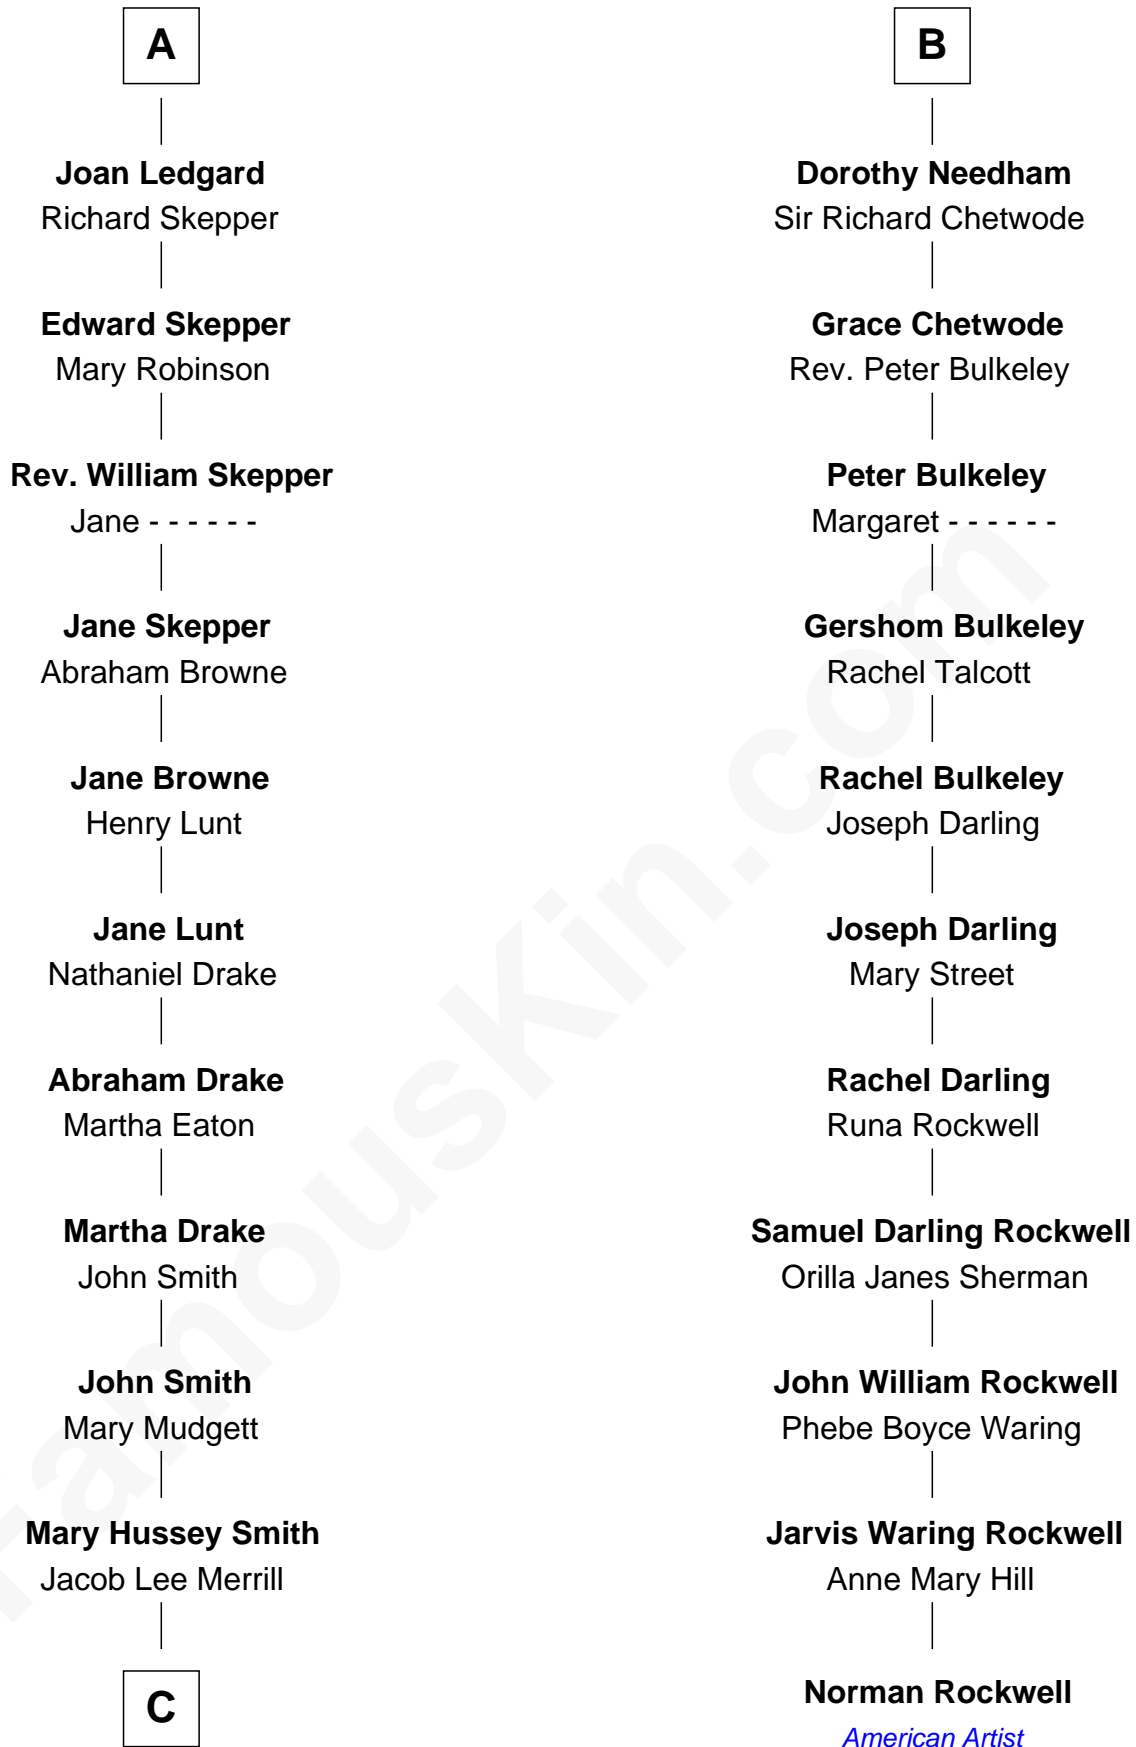 A
Joan Ledgard
Richard Skepper
Edward Skepper
Mary Robinson
Rev. William Skepper
Jane - - - - - -
Jane Skepper
Abraham Browne
Jane Browne
Henry Lunt
Jane Lunt
Nathaniel Drake
Abraham Drake
Martha Eaton
Martha Drake
John Smith
John Smith
Mary Mudgett
Mary Hussey Smith
Jacob Lee Merrill
C
B
Dorothy Needham
Sir Richard Chetwode
Grace Chetwode
Rev. Peter Bulkeley
Peter Bulkeley
Margaret - - - - - -
Gershom Bulkeley
Rachel Talcott
Rachel Bulkeley
Joseph Darling
Joseph Darling
Mary Street
Rachel Darling
Runa Rockwell
Samuel Darling Rockwell
Orilla Janes Sherman
John William Rockwell
Phebe Boyce Waring
Jarvis Waring Rockwell
Anne Mary Hill
Norman Rockwell
American Artist
FamousKin.com